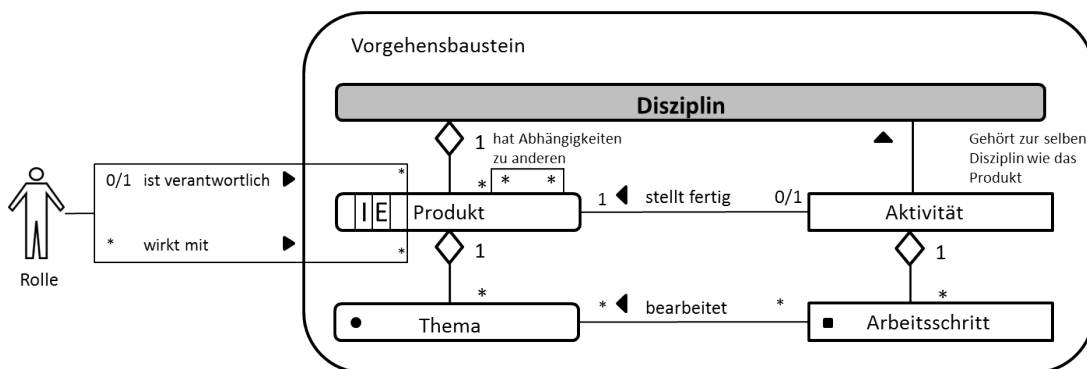 Vorgehensbaustein
Disziplin
1
hat Abhängigkeiten
zu anderen
Gehört zur selben
Disziplin wie das
Produkt
0/1 ist verantwortlich
*
*
* *
I E Produkt
1
stellt fertig
0/1
Aktivität
* wirkt mit
*
Rolle
1
1
*
*
Thema
*
bearbeitet
*
Arbeitsschritt